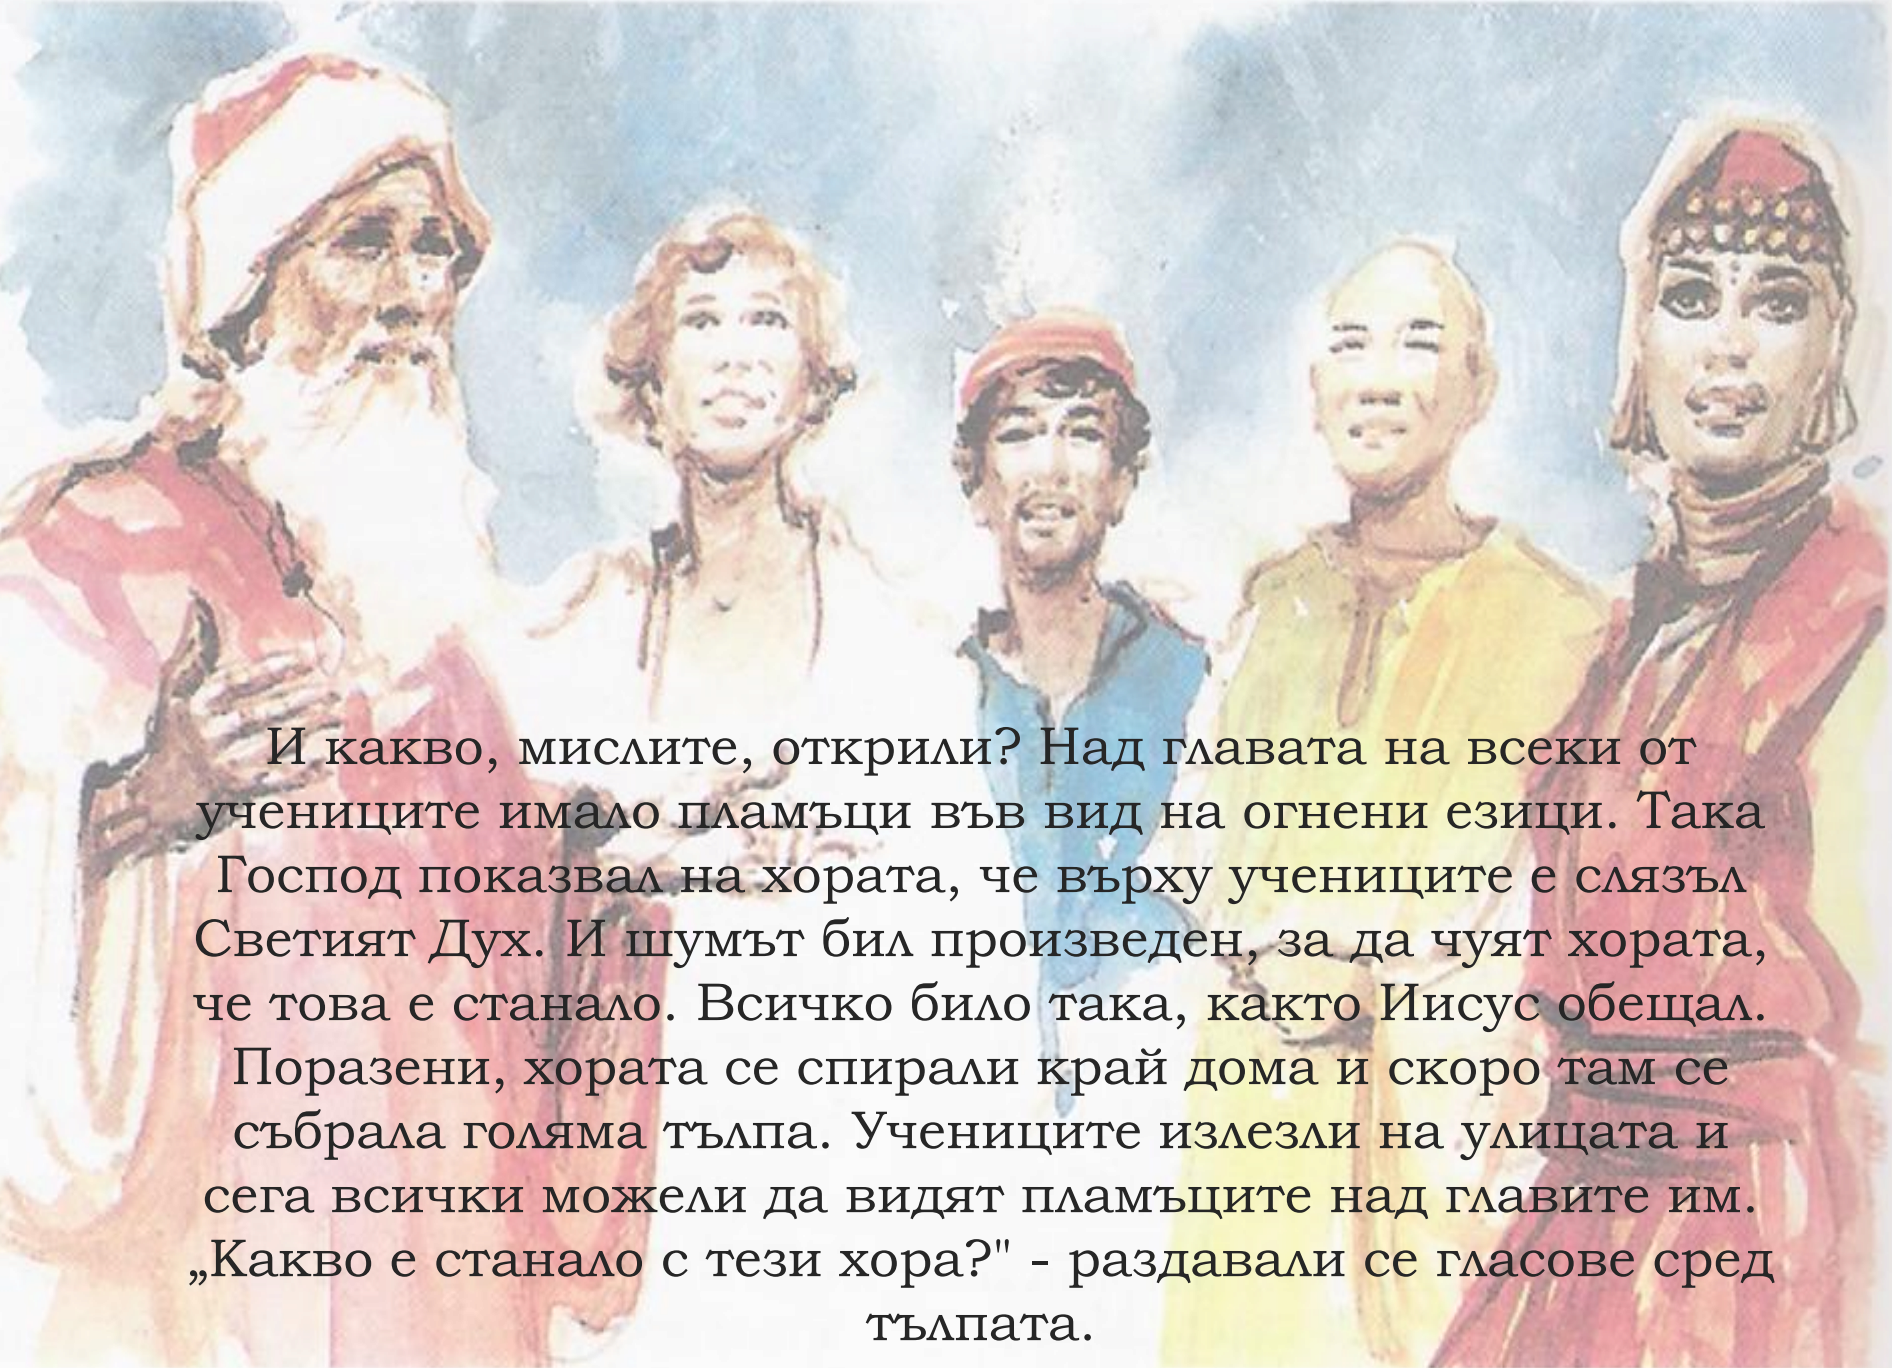 И какво, мислите, открили? Над главата на всеки от
учениците имало пламъци във вид на огнени езици. Така
Господ показвал на хората, че върху учениците е слязъл
Светият Дух. И шумът бил произведен, за да чуят хората,
че това е станало. Всичко било така, както Иисус обещал.
Поразени, хората се спирали край дома и скоро там се
събрала голяма тълпа. Учениците излезли на улицата и
сега всички можели да видят пламъците над главите им.
„Какво е станало с тези хора?" - раздавали се гласове сред
тълпата.